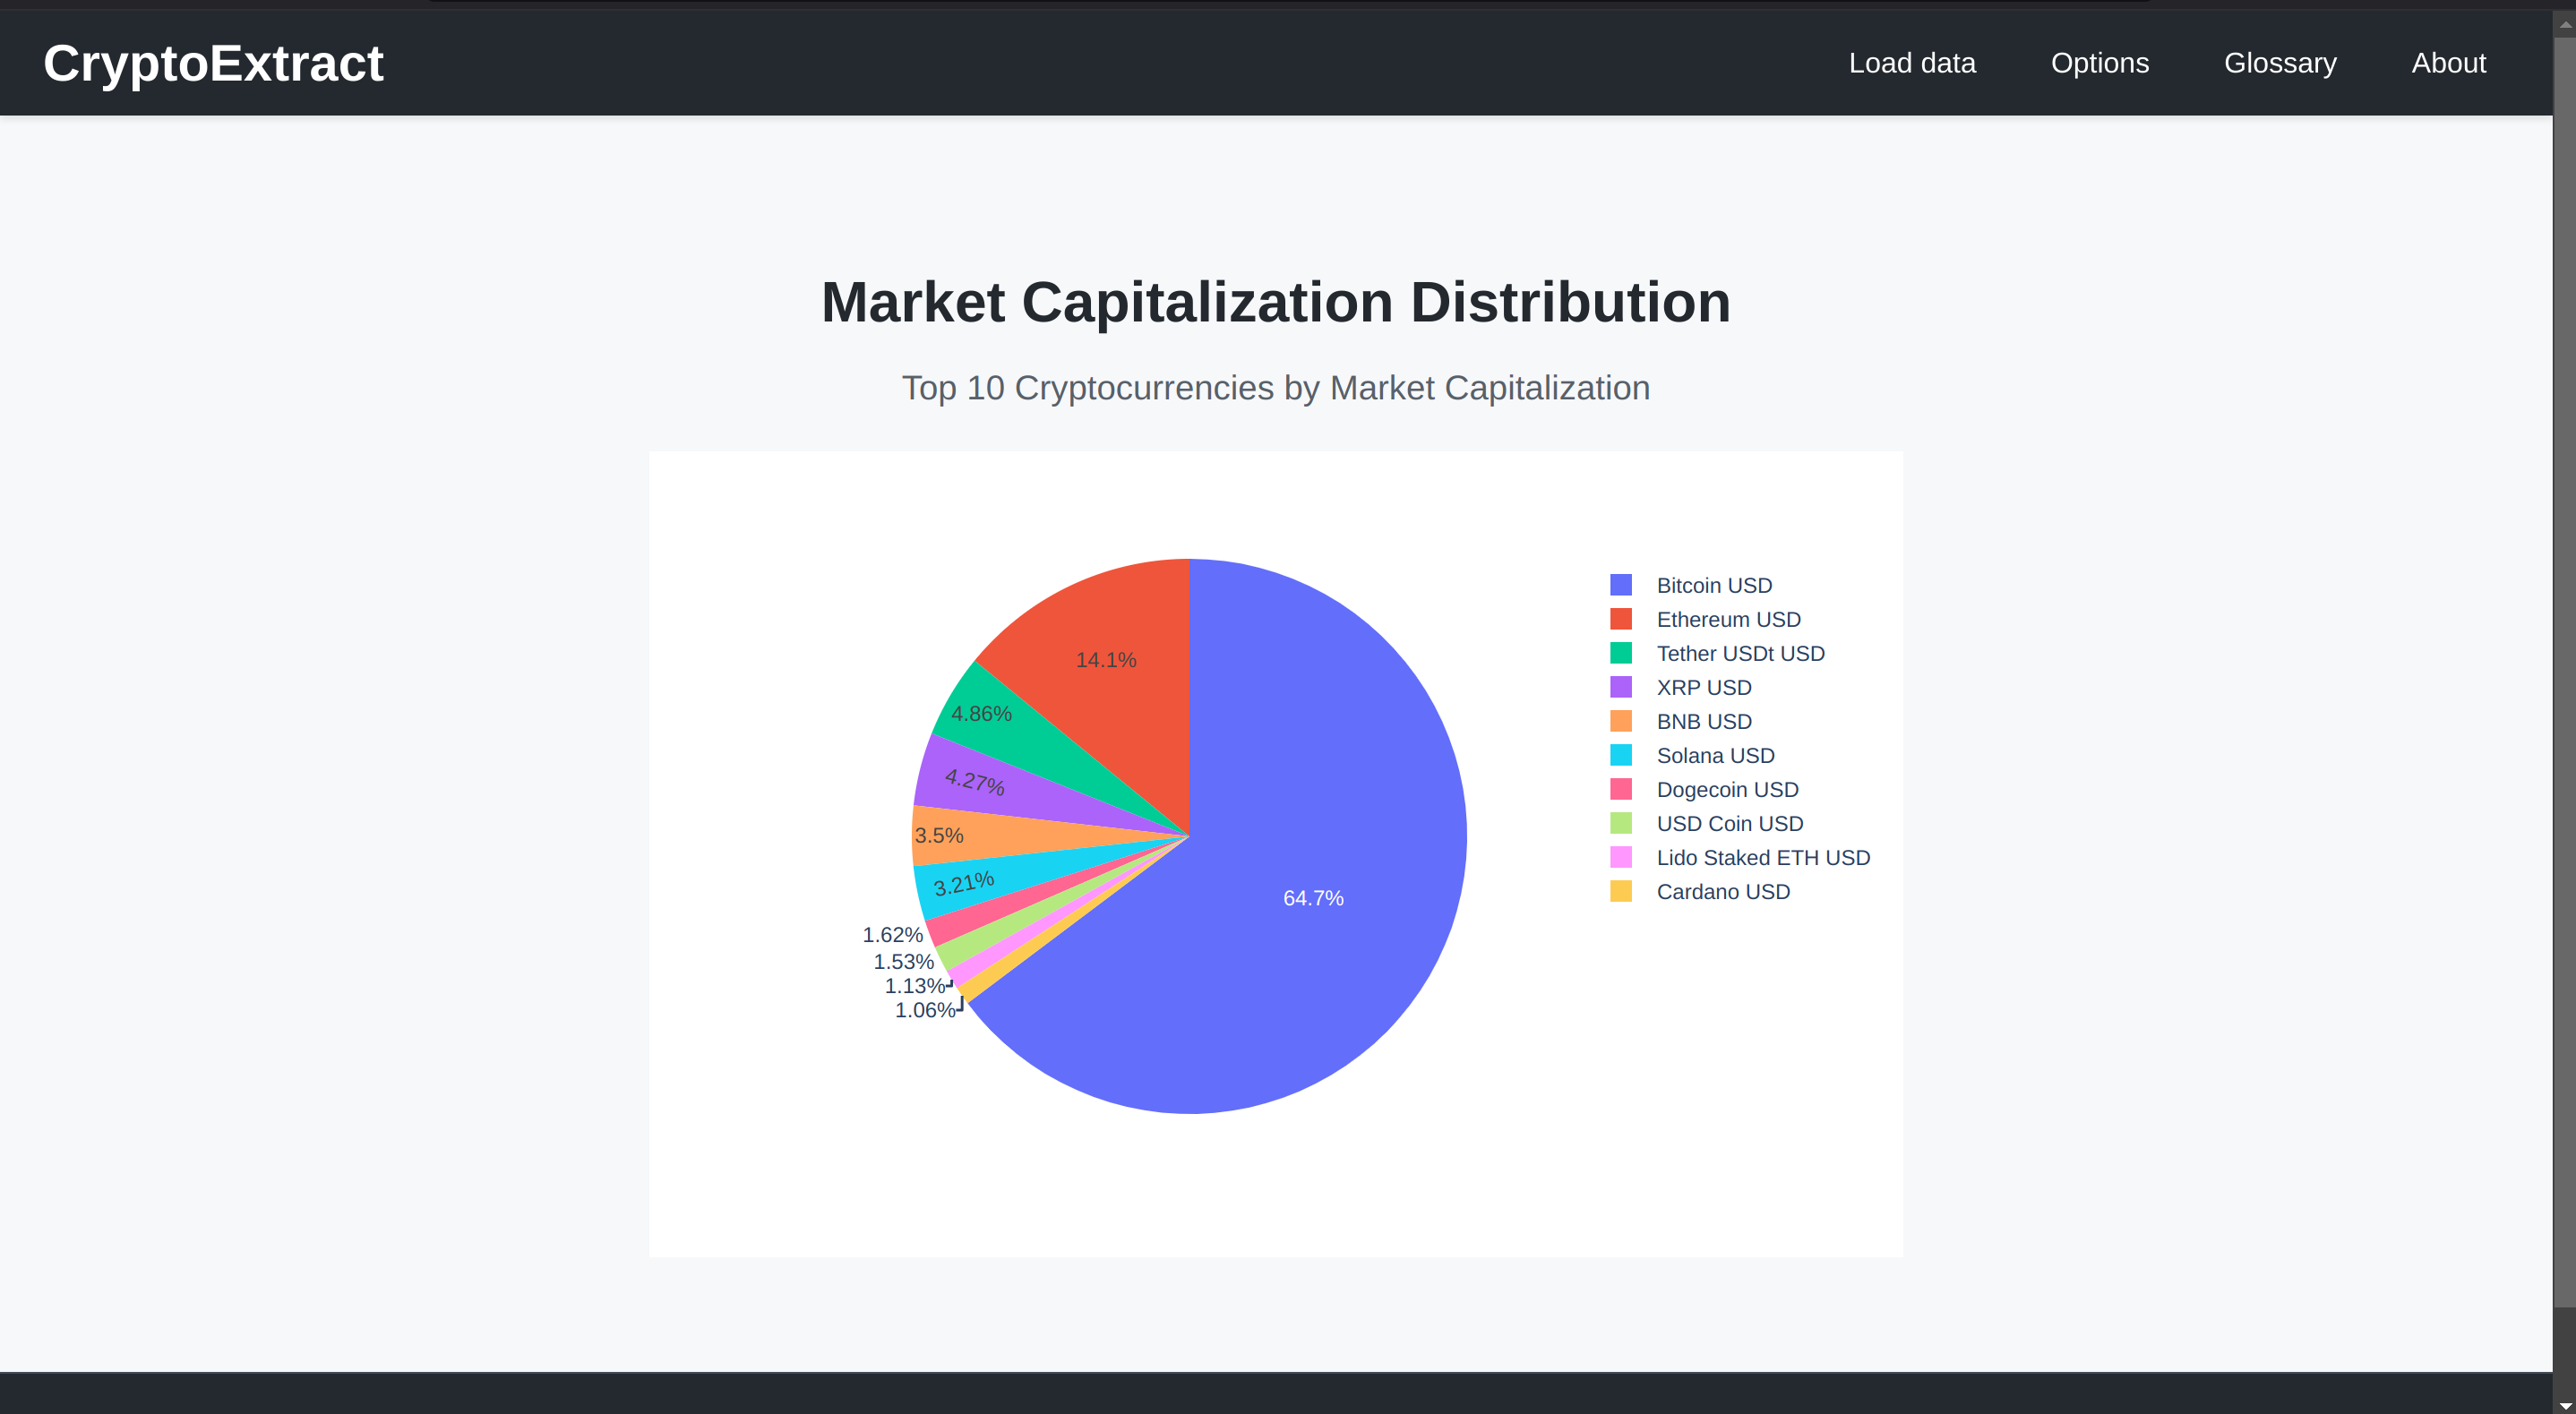 CryptoExtract
Load data Options Glossary About
Market Capitalization Distribution
Top 10 Cryptocurrencies by Market Capitalization
14.1%
4.86%
4.27%
3.5%
3.21%
1.62%
1.53%
1.13%
1.06%
64.7%
Bitcoin USD
Ethereum USD
Tether USDt USD
XRP USD
BNB USD
Solana USD
Dogecoin USD
USD Coin USD
Lido Staked ETH USD
Cardano USD